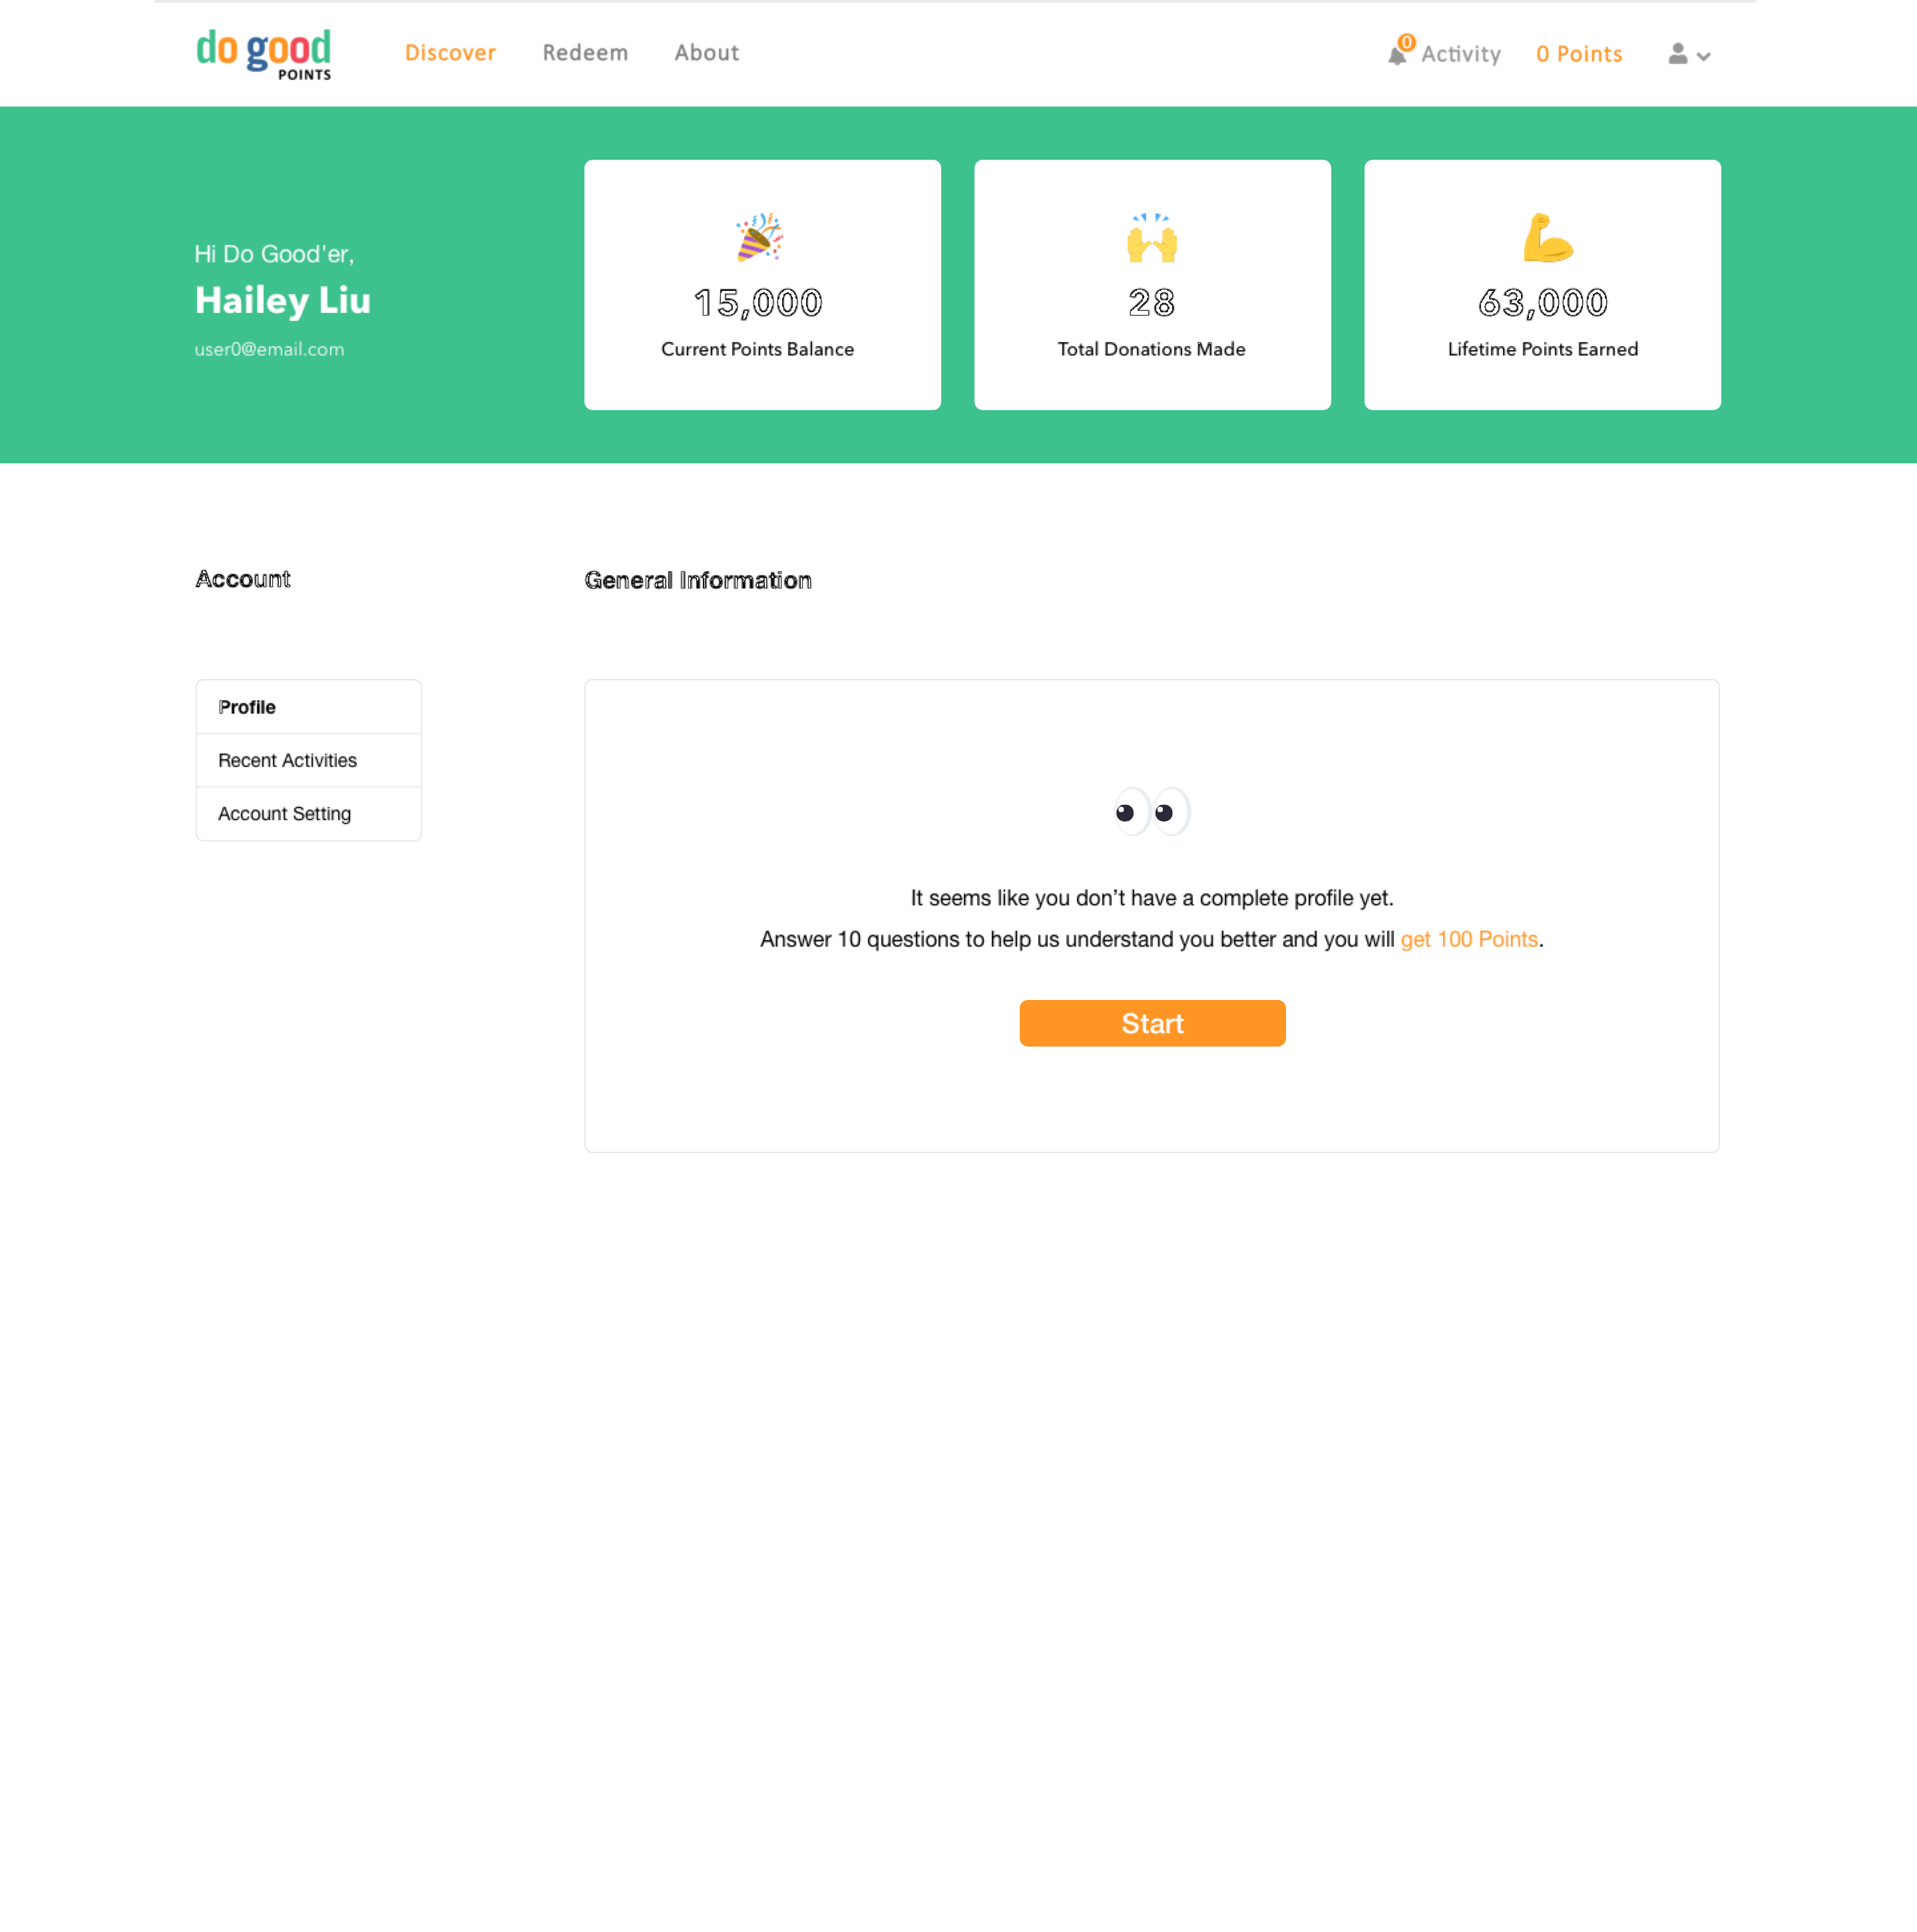 do good POINTS
Discover Redeem About
0 Activity 0 Points
Hi Do Good'er,
Hailey Liu
user0@email.com
15,000
Current Points Balance
28
Total Donations Made
63,000
Lifetime Points Earned
Account
Profile
Recent Activities
Account Setting
General Information
It seems like you don’t have a complete profile yet.
Answer 10 questions to help us understand you better and you will get 100 Points.
Start